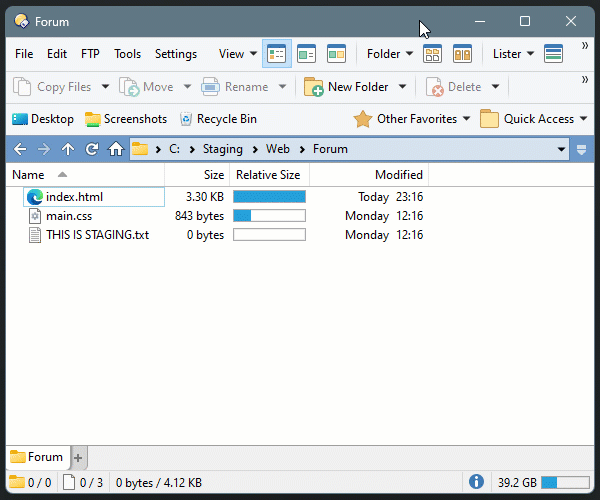 Forum
File Edit FTP Tools Settings View Folder Lister »
Copy Files Move Rename New Folder Delete »
Desktop Screenshots Recycle Bin Other Favorites Quick Access
C: Staging Web Forum
Name Size Relative Size Modified
index.html 3.30 KB Today 23:16
main.css 843 bytes Monday 12:16
THIS IS STAGING.txt 0 bytes Monday 12:16
Forum +
0 / 0 0 / 3 0 bytes / 4.12 KB 39.2 GB